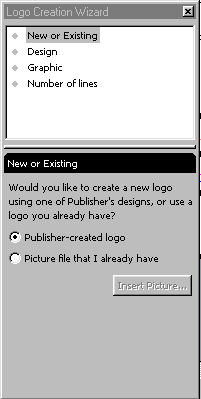 Logo Creation Wizard
New or Existing
Design
Graphic
Number of lines
New or Existing
Would you like to create a new logo
using one of Publisher's designs, or use a
logo you already have?
Publisher-created logo
Picture file that I already have
Insert Picture...